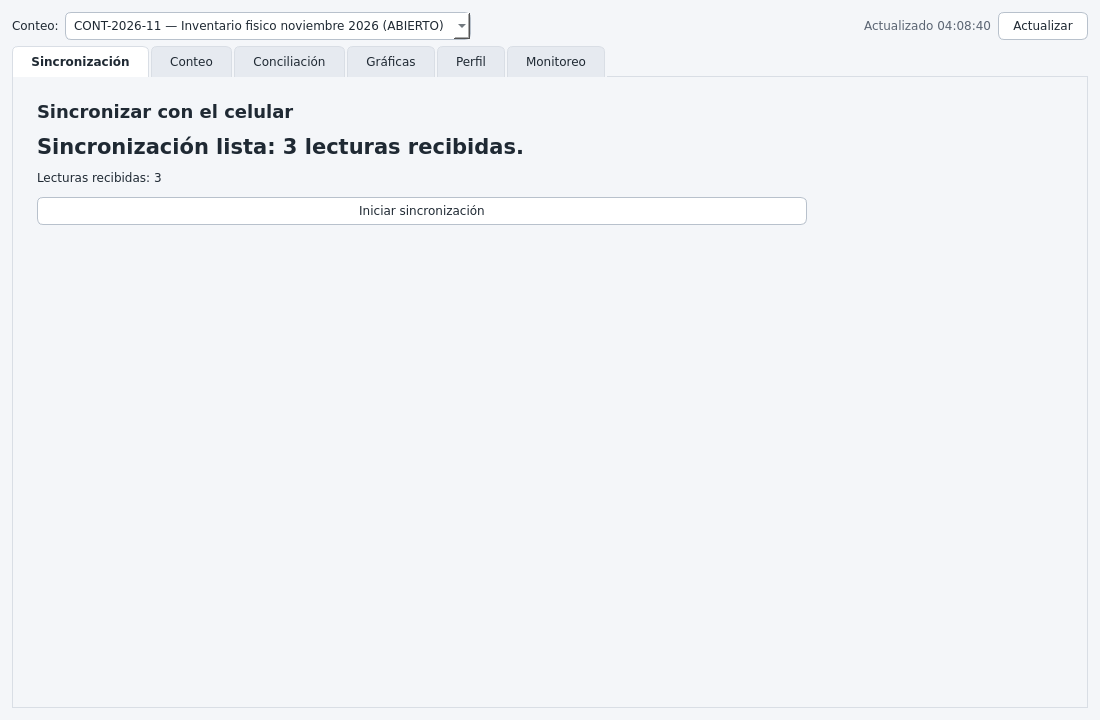 Conteo: CONT-2026-11 — Inventario fisico noviembre 2026 (ABIERTO) Actualizado 04:08:40 Actualizar
Sincronización Conteo Conciliación Gráficas Perfil Monitoreo
Sincronizar con el celular
Sincronización lista: 3 lecturas recibidas.
Lecturas recibidas: 3
Iniciar sincronización